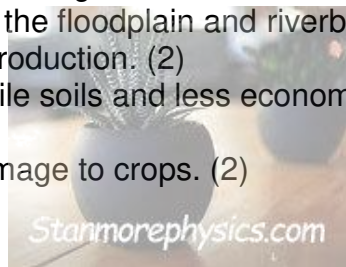 the floodplain and riverb
roduction. (2)
ile soils and less econom
mage to crops. (2)
Stanmorephysics.com